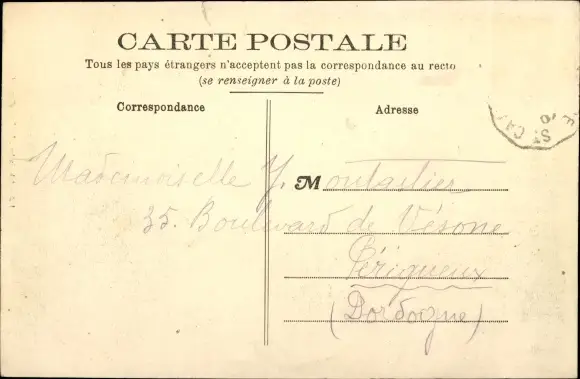 CARTE POSTALE
Tous les pays étrangers n'acceptent pas la correspondance au recto
(se renseigner à la poste)
Correspondance
Adresse
Mademoiselle Y. M
35. Boulevard de Vésone
Périgueux
(Dordogne)